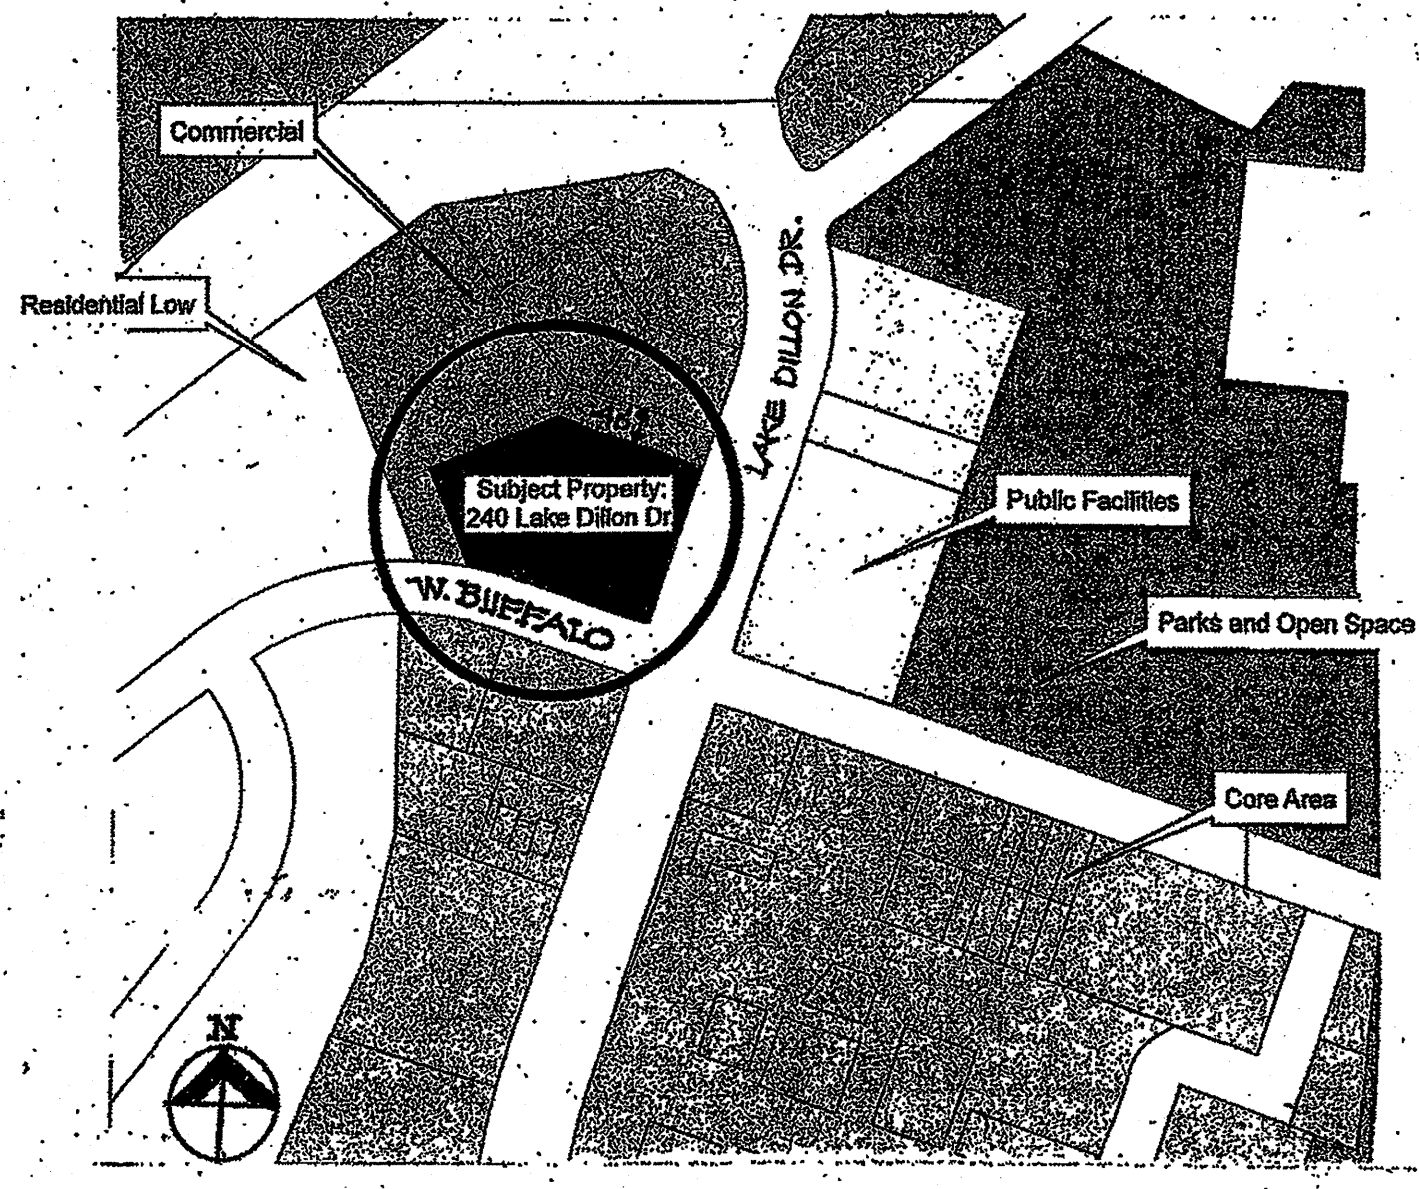 Commercial
LAKE DILLON DR.
Residential Low
Subject Property:
240 Lake Dillon Dr.
Public Facilities
W. BUFFALO
Parks and Open Space
Core Area
N